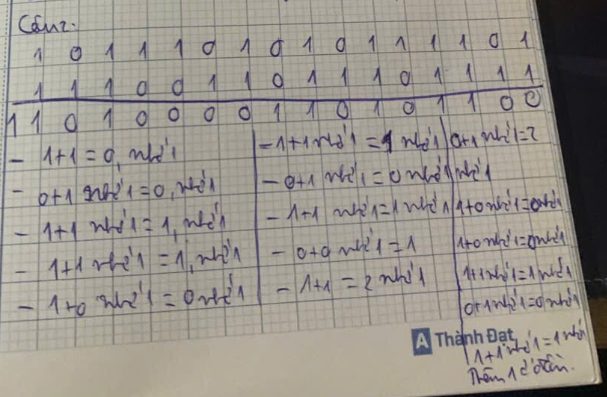 Câu 2.
1 0 1 1 1 0 1 0 1 0 1 1 1 1 0 1
1 1 1 0 0 1 1 0 1 1 1 0 1 1 1 1
1 1 0 1 0 0 0 0 1 1 0 1 0 1 1 0 0
- 1+1 = 0, nhớ 1
- 0+1 nhớ 1 = 0, nhớ 1
- 1+1 nhớ 1 = 1, nhớ 1
- 1+1 nhớ 1 = 1, nhớ 1
- 1+0 nhớ 1 = 0 nhớ 1
- 1+1 nhớ 1 = 1 nhớ 1
- 0+1 nhớ 1 = 0 nhớ 1
- 1+1 nhớ 1 = 1 nhớ 1
- 0+0 nhớ 1 = 1
- 1+1 = 2 nhớ 1
0+1 nhớ 1 = 2
nhớ 1
1+0 nhớ 1 = 0 nhớ 1
1+0 nhớ 1 = 0 nhớ 1
1+1 nhớ 1 = 1 nhớ 1
0+1 nhớ 1 = 0 nhớ 1
1+1 nhớ 1 = 1 nhớ
Thêm 1 ở đầu.
Thành Đạt